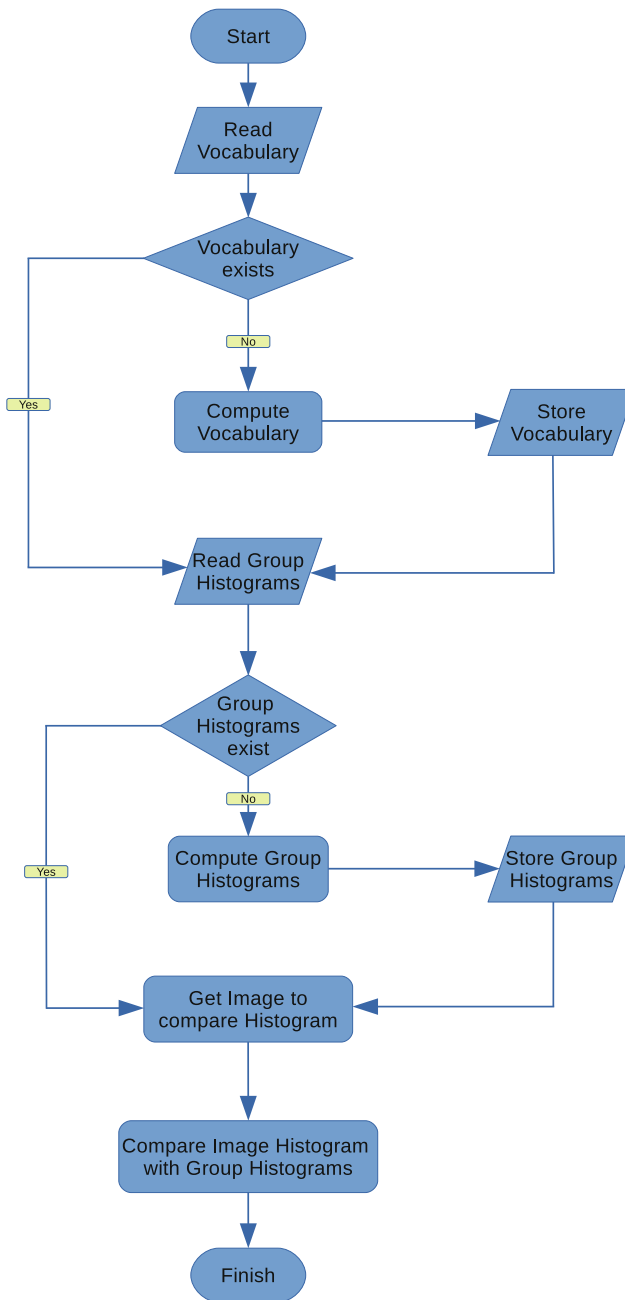 Start
Read
Vocabulary
Vocabulary
exists
No
Yes
Compute
Vocabulary
Store
Vocabulary
Read Group
Histograms
Group
Histograms
exist
No
Yes
Compute Group
Histograms
Store Group
Histograms
Get Image to
compare Histogram
Compare Image Histogram
with Group Histograms
Finish